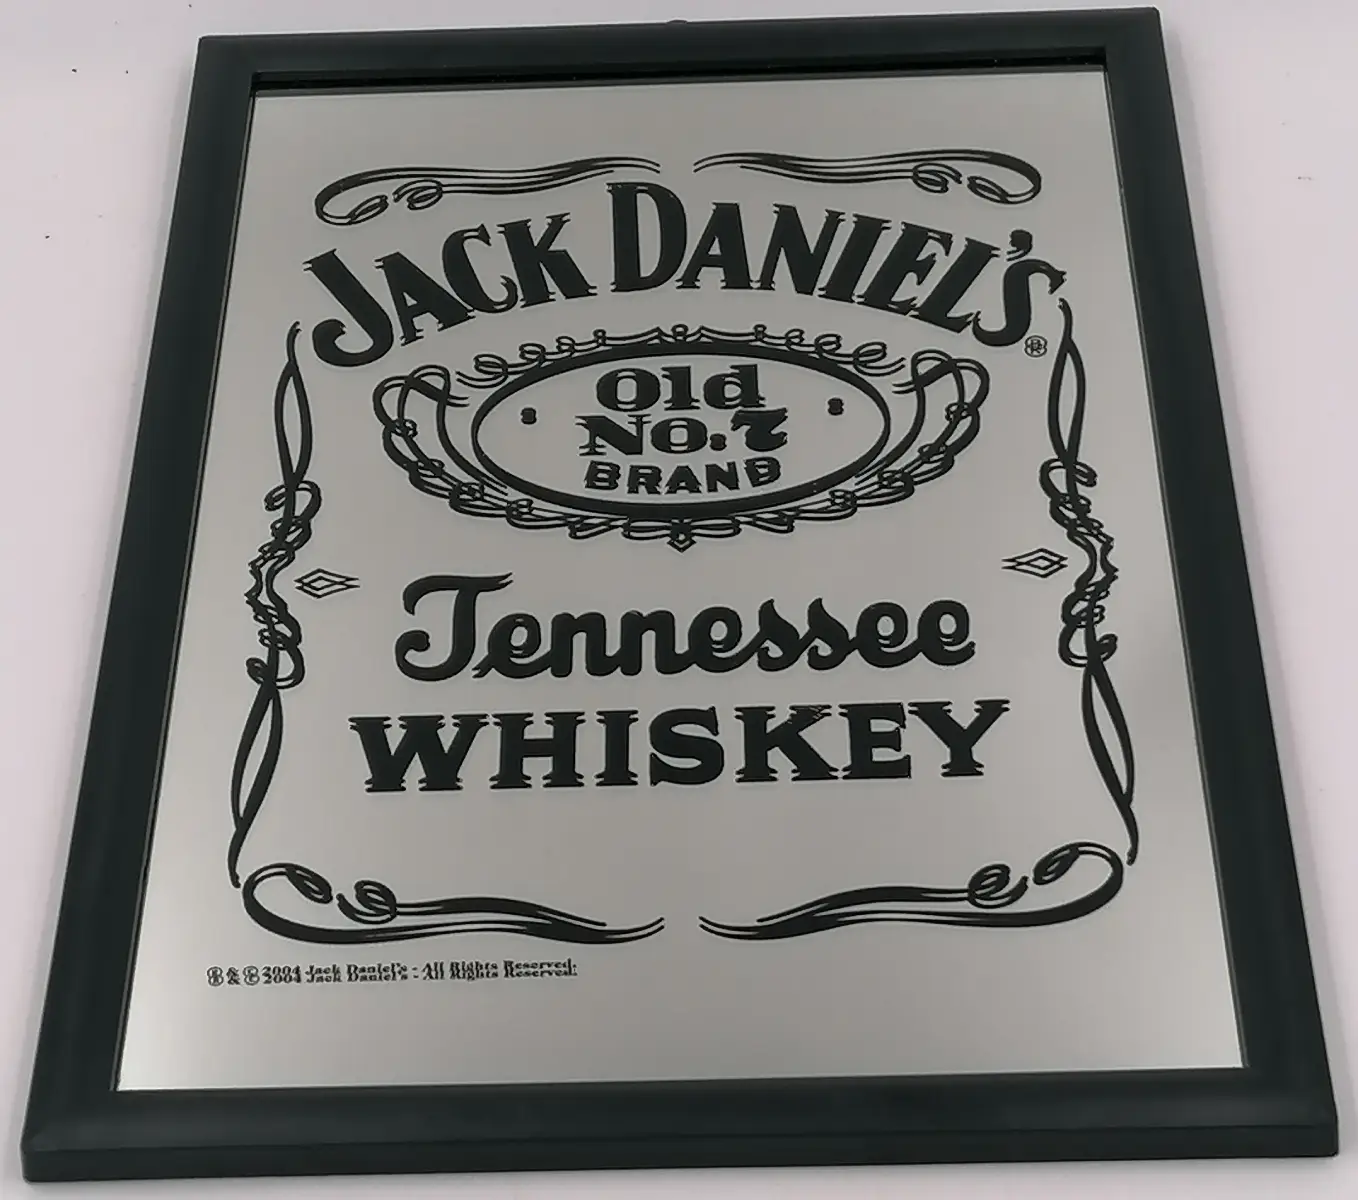 JACK DANIEL'S ®
Old
No. 7
BRAND
Tennessee
WHISKEY
® & © 2004 Jack Daniel's - All Rights Reserved.